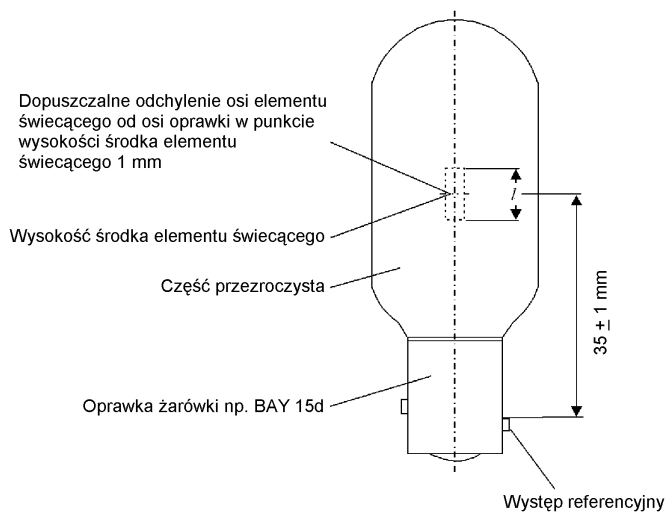 Dopuszczalne odchylenie osi elementu
świecącego od osi oprawki w punkcie
wysokości środka elementu
świecącego 1 mm
l
Wysokość środka elementu świecącego
Część przezroczysta
35 ± 1 mm
Oprawka żarówki np. BAY 15d
Występ referencyjny